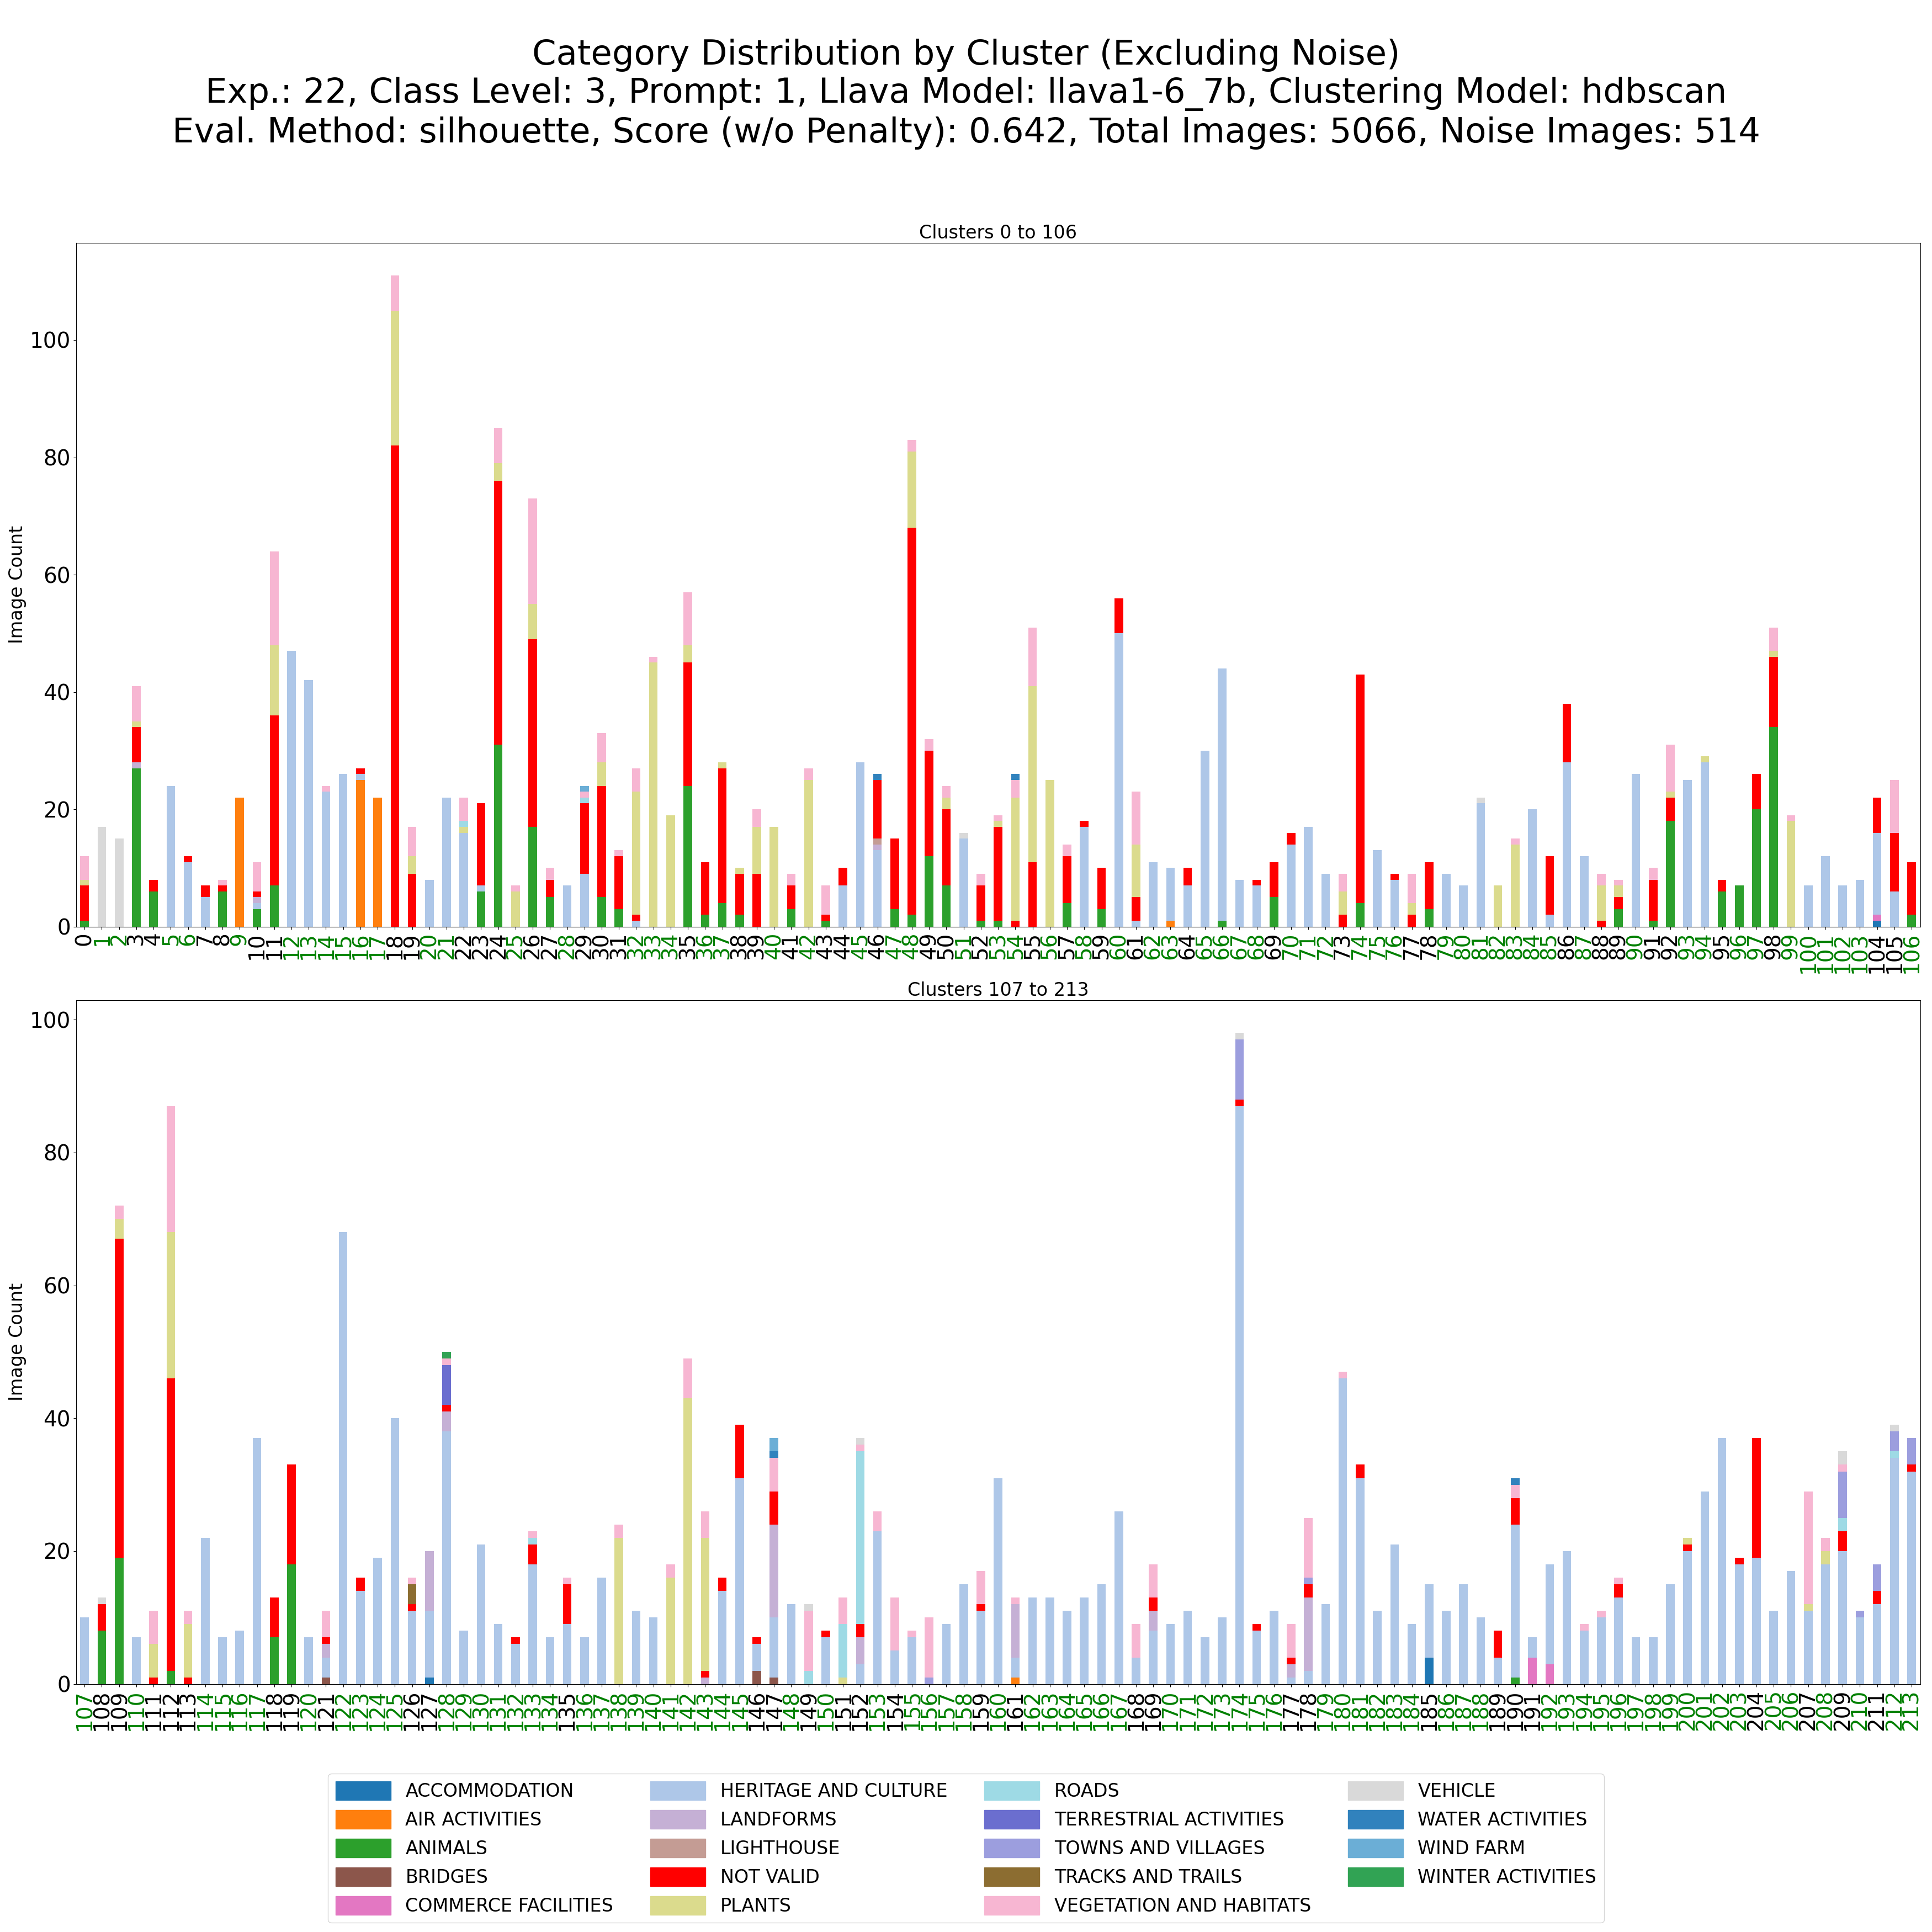 Category Distribution by Cluster (Excluding Noise)
Exp.: 22, Class Level: 3, Prompt: 1, Llava Model: llava1-6_7b, Clustering Model: hdbscan
Eval. Method: silhouette, Score (w/o Penalty): 0.642, Total Images: 5066, Noise Images: 514
Clusters 0 to 106
Image Count
100
80
60
40
20
0
0 1 2 3 4 5 6 7 8 9 10 11 12 13 14 15 16 17 18 19 20 21 22 23 24 25 26 27 28 29 30 31 32 33 34 35 36 37 38 39 40 41 42 43 44 45 46 47 48 49 50 51 52 53 54 55 56 57 58 59 60 61 62 63 64 65 66 67 68 69 70 71 72 73 74 75 76 77 78 79 80 81 82 83 84 85 86 87 88 89 90 91 92 93 94 95 96 97 98 99 100 101 102 103 104 105 106
Clusters 107 to 213
Image Count
100
80
60
40
20
0
107 108 109 110 111 112 113 114 115 116 117 118 119 120 121 122 123 124 125 126 127 128 129 130 131 132 133 134 135 136 137 138 139 140 141 142 143 144 145 146 147 148 149 150 151 152 153 154 155 156 157 158 159 160 161 162 163 164 165 166 167 168 169 170 171 172 173 174 175 176 177 178 179 180 181 182 183 184 185 186 187 188 189 190 191 192 193 194 195 196 197 198 199 200 201 202 203 204 205 206 207 208 209 210 211 212 213
ACCOMMODATION
AIR ACTIVITIES
ANIMALS
BRIDGES
COMMERCE FACILITIES
HERITAGE AND CULTURE
LANDFORMS
LIGHTHOUSE
NOT VALID
PLANTS
ROADS
TERRESTRIAL ACTIVITIES
TOWNS AND VILLAGES
TRACKS AND TRAILS
VEGETATION AND HABITATS
VEHICLE
WATER ACTIVITIES
WIND FARM
WINTER ACTIVITIES